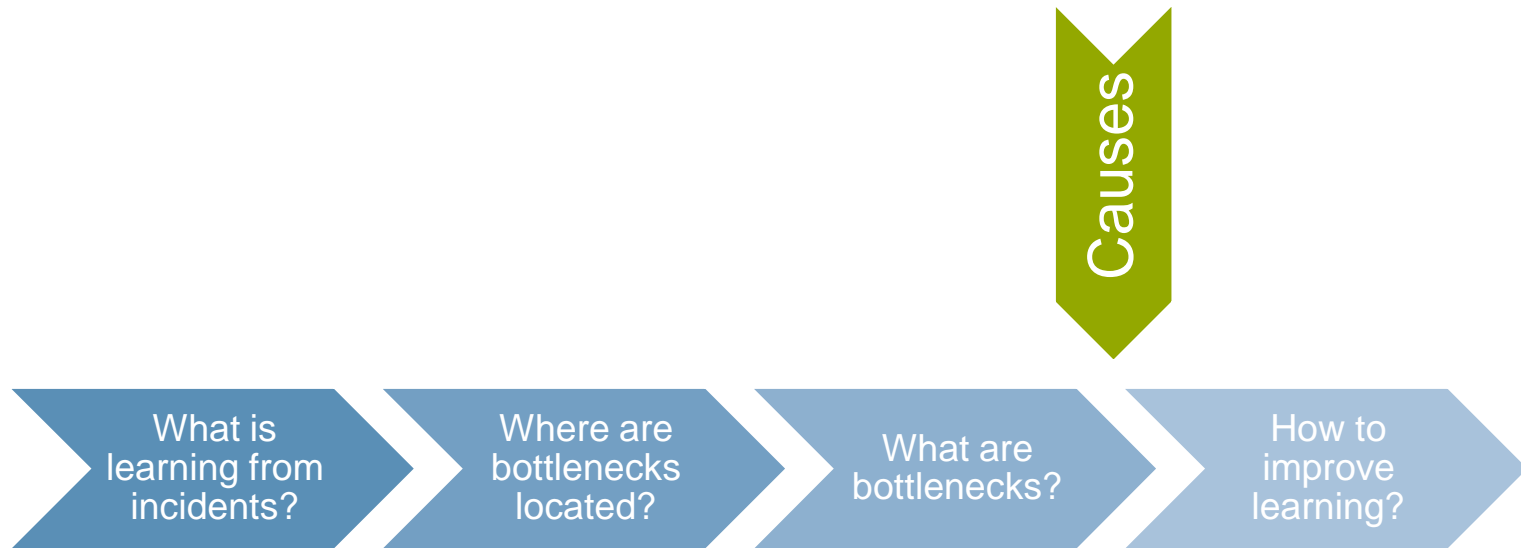 Causes
What is
learning from
incidents?
Where are
bottlenecks
located?
What are
bottlenecks?
How to
improve
learning?